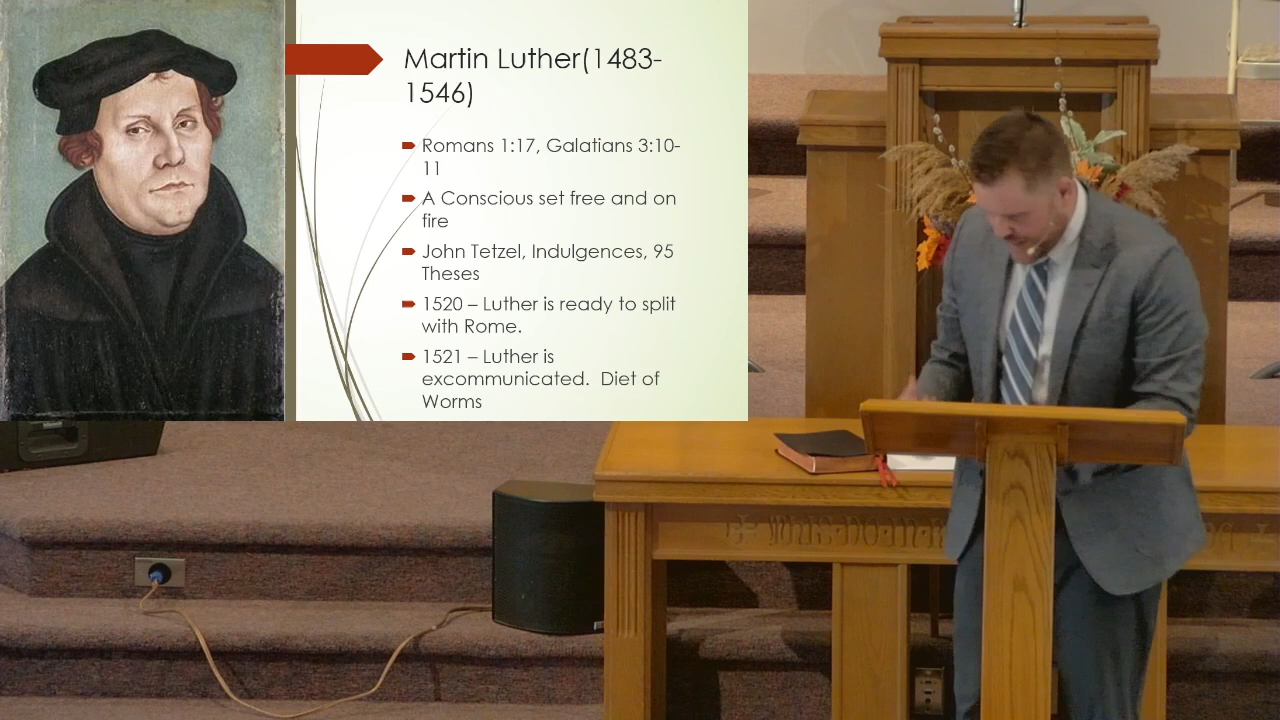 Martin Luther(1483-
1546)
Romans 1:17, Galatians 3:10-
11
A Conscious set free and on
fire
John Tetzel, Indulgences, 95
Theses
1520 – Luther is ready to split
with Rome.
1521 – Luther is
excommunicated.  Diet of
Worms